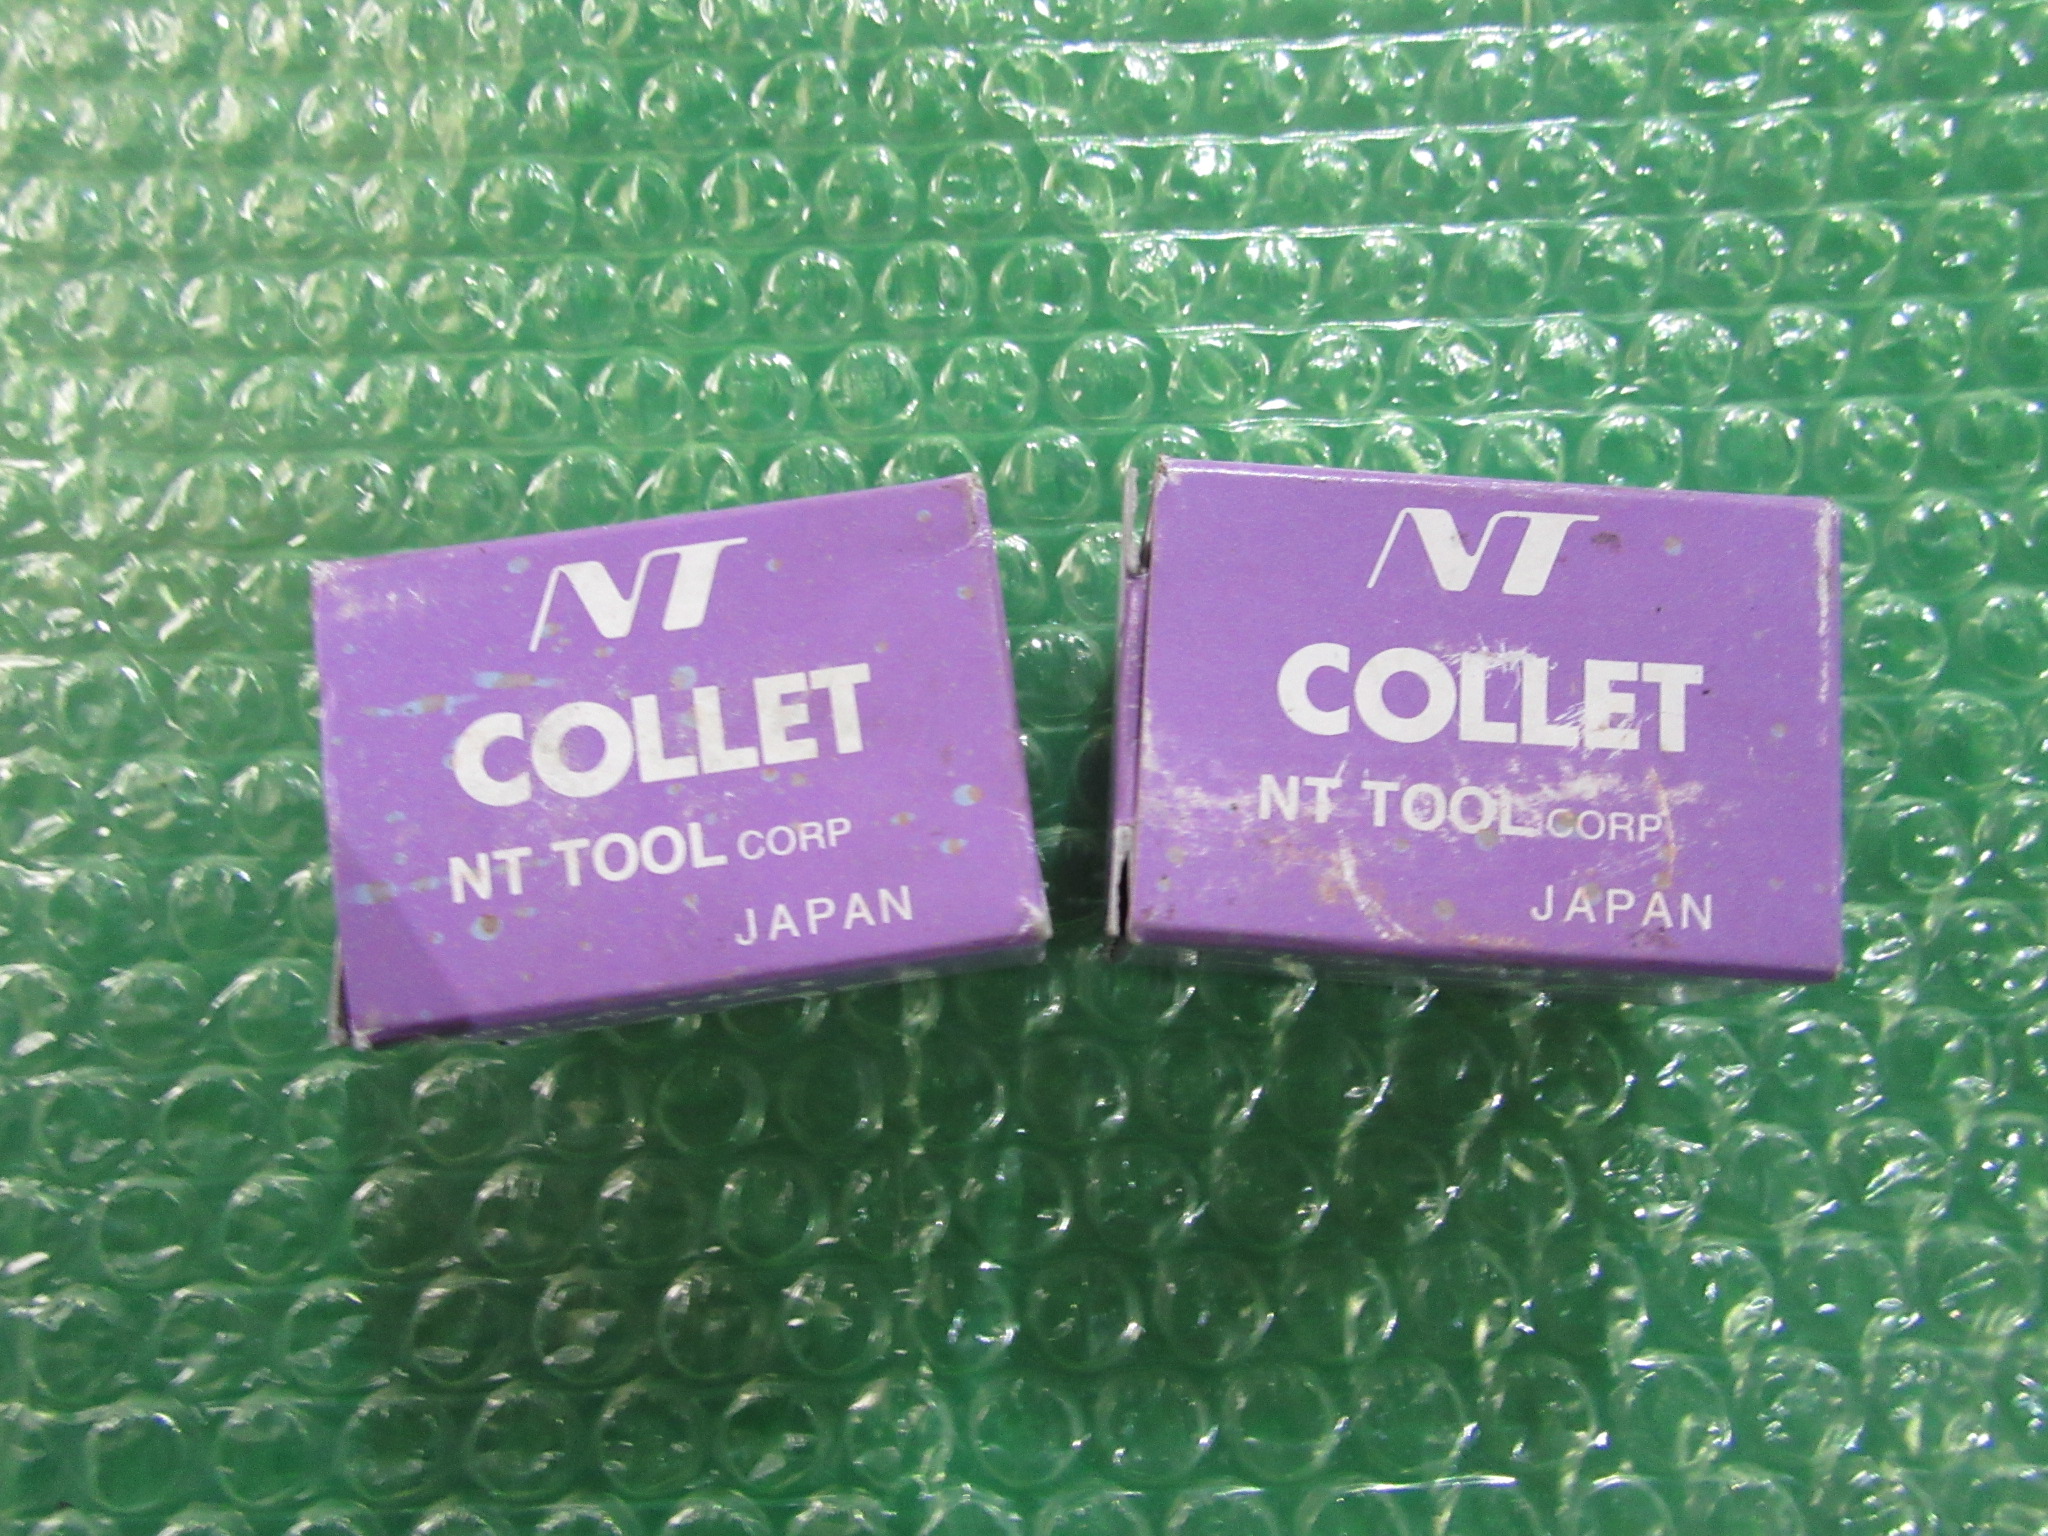 NT
COLLET
NT TOOL CORP
JAPAN
NT
COLLET
NT TOOL CORP
JAPAN